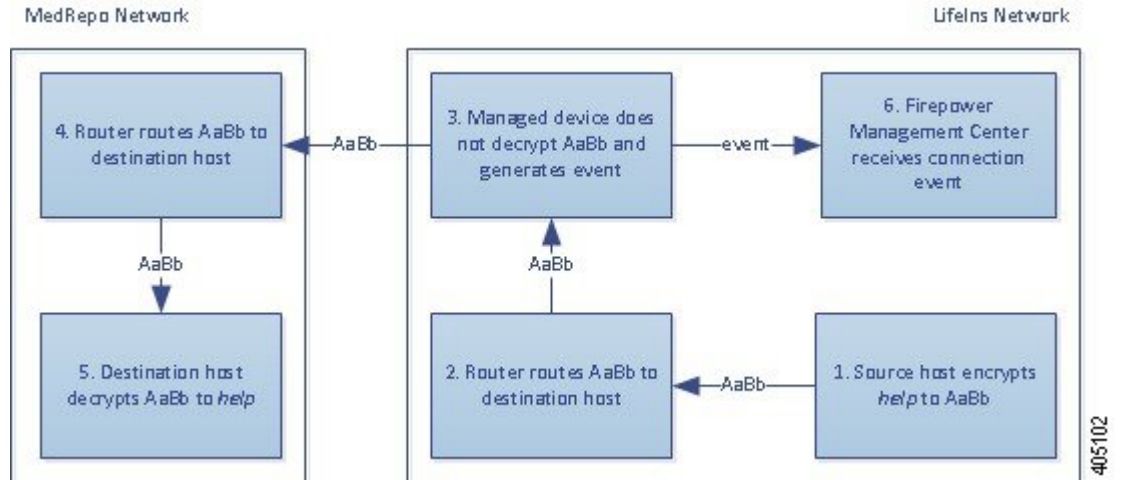 MedRepo Network
LifeIns Network
4. Router routes AaBb to
destination host
AaBb
3. Managed device does
not decrypt AaBb and
generates event
event
6. Firepower
Management Center
receives connection
event
AaBb
AaBb
5. Destination host
decrypts AaBb to help
2. Router routes AaBb to
destination host
AaBb
1. Source host encrypts
help to AaBb
405102